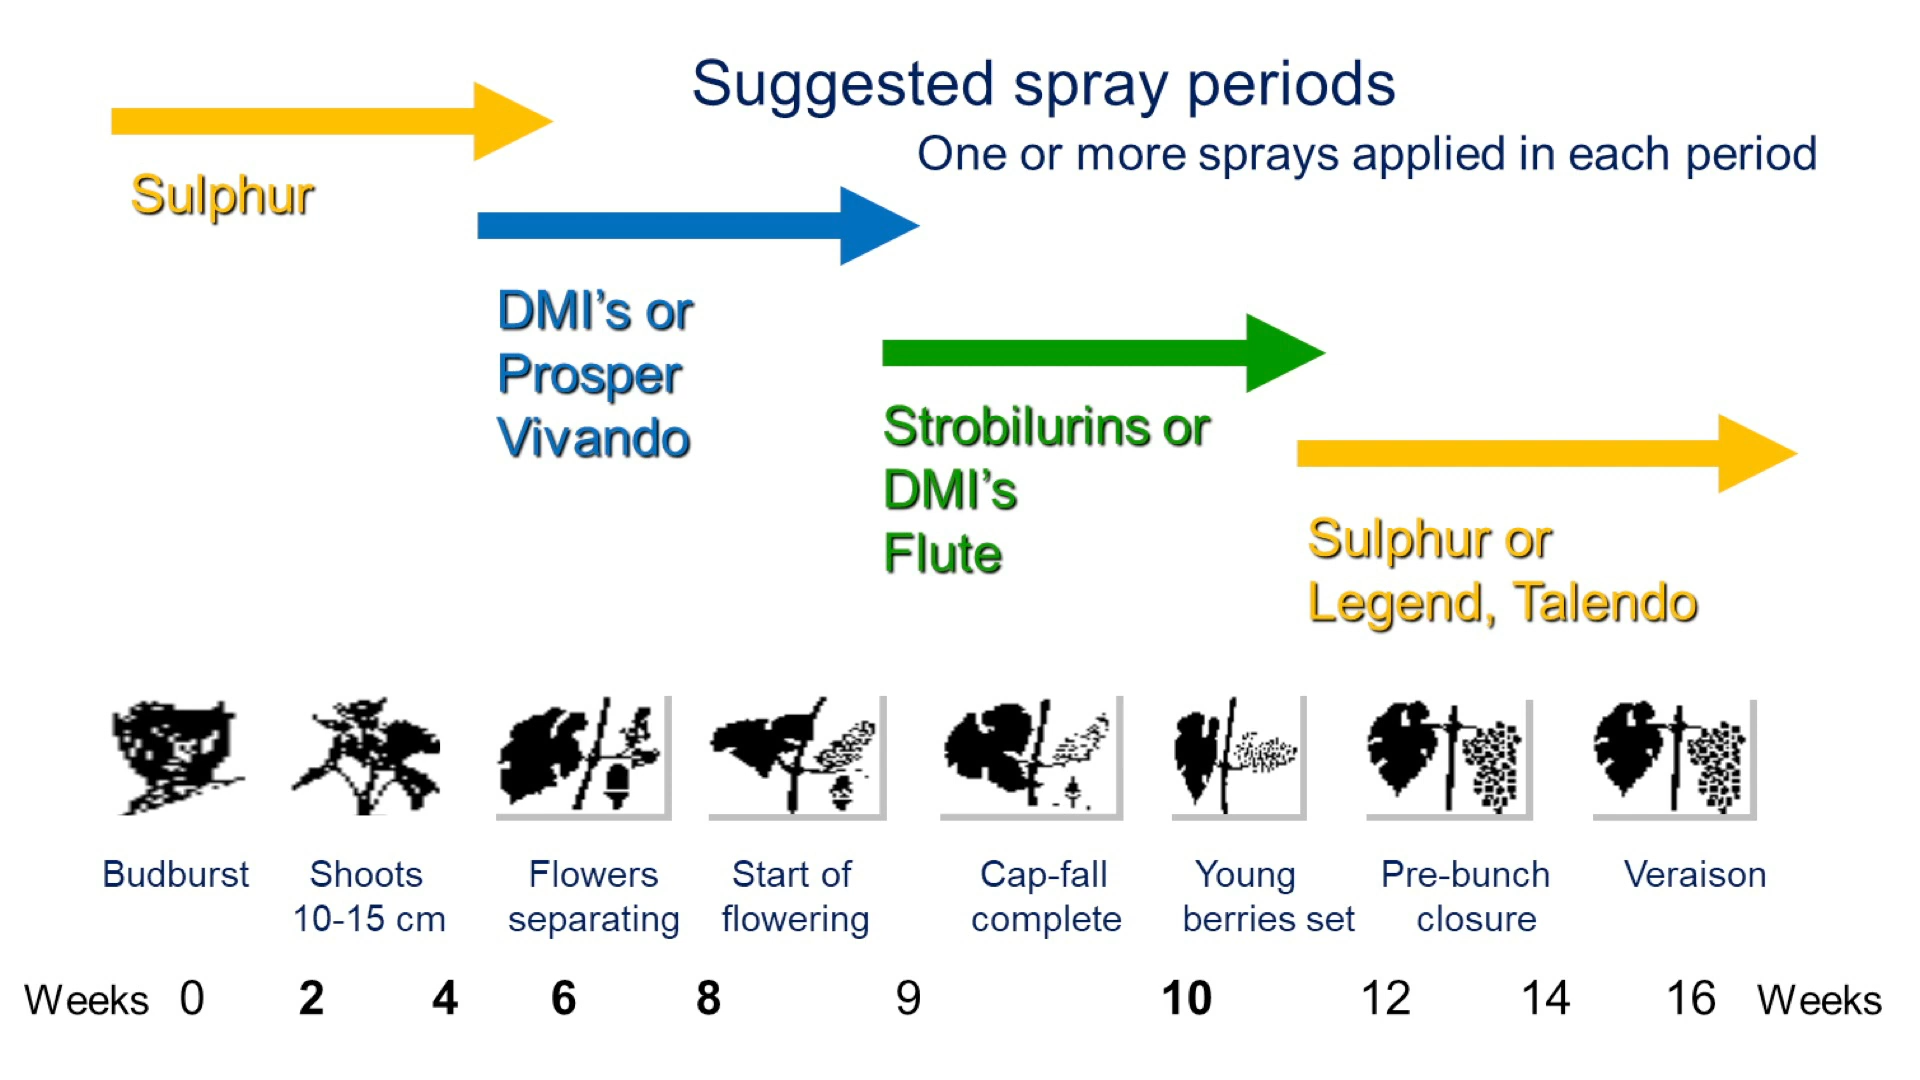 Suggested spray periods
One or more sprays applied in each period
Sulphur
DMI's or
Prosper
Vivando
Strobilurins or
DMI's
Flute
Sulphur or
Legend, Talendo
Budburst
Shoots
10-15 cm
Flowers
separating
Start of
flowering
Cap-fall
complete
Young
berries set
Pre-bunch
closure
Veraison
Weeks 0 2 4 6 8 9 10 12 14 16 Weeks